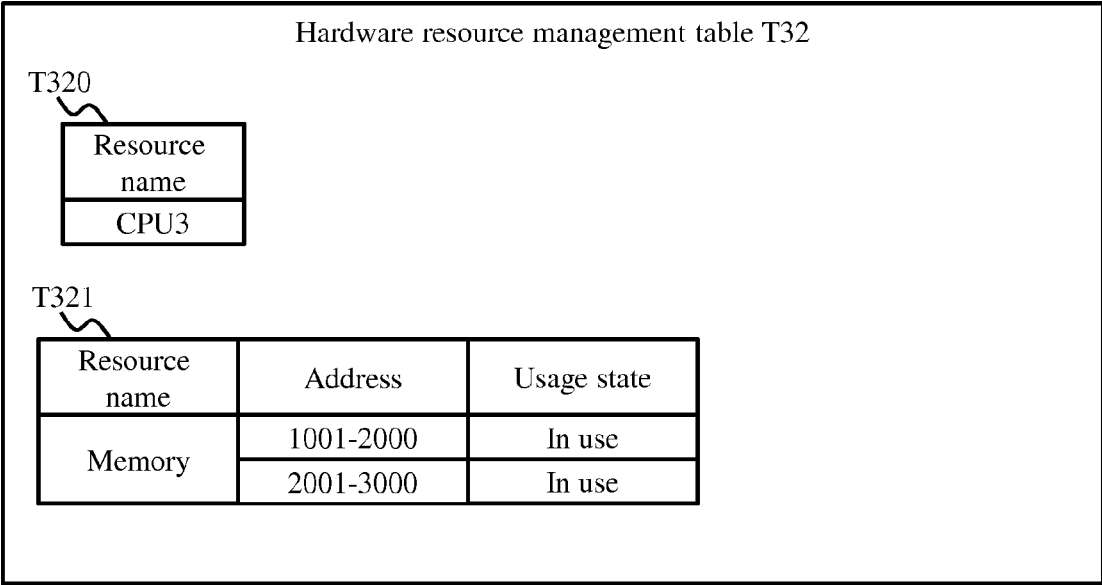 Hardware resource management table T32
T320
Resource
name
CPU3
T321
Resource
name
Address
Usage state
Memory
1001-2000
In use
2001-3000
In use